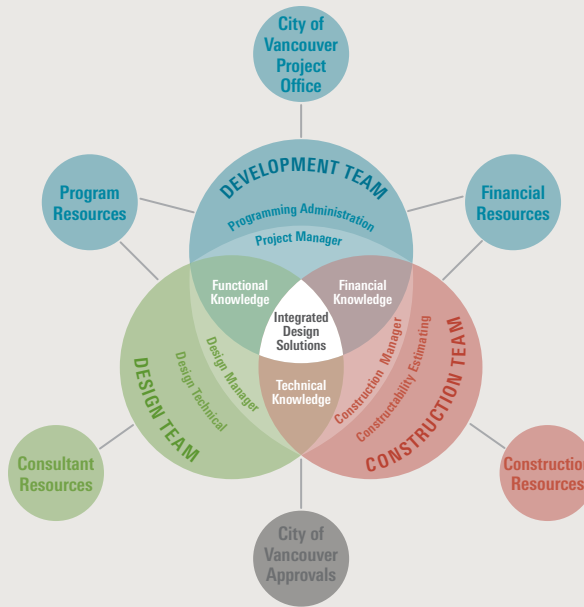 City of
Vancouver
Project
Office
DEVELOPMENT TEAM
Program
Resources
Financial
Resources
Programming Administration
Project Manager
Functional
Knowledge
Financial
Knowledge
Integrated
Design
Solutions
Technical
Knowledge
Design Manager
Design Technical
DESIGN TEAM
Construction Manager
Constructability Estimating
CONSTRUCTION TEAM
Consultant
Resources
Construction
Resources
City of
Vancouver
Approvals